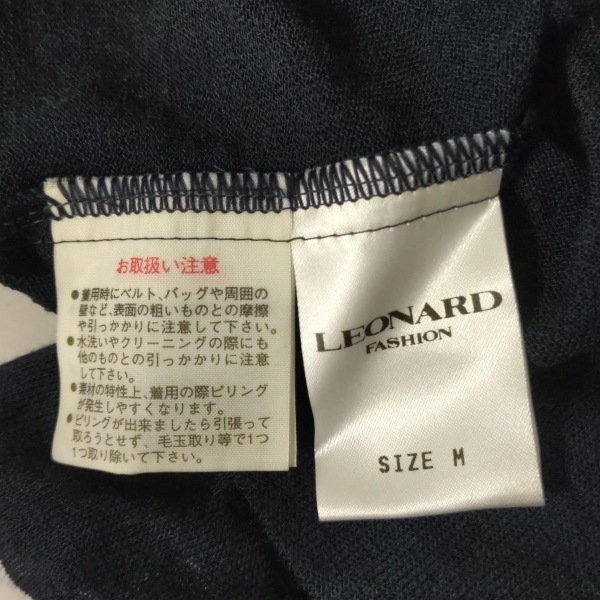 お取扱い注意
●着用時にベルト、バッグや周囲の
壁など、表面の粗いものとの摩擦
や引っかかりに注意して下さい。
●水洗いやクリーニングの際にも
他のものとの引っかかりに注意
して下さい。
●素材の特性上、着用の際ピリング
が発生しやすくなります。
●ピリングが出来ましたら引張って
取ろうとせず、毛玉取り等で1つ
1つ取り除いて下さい。
LEONARD
FASHION
SIZE M